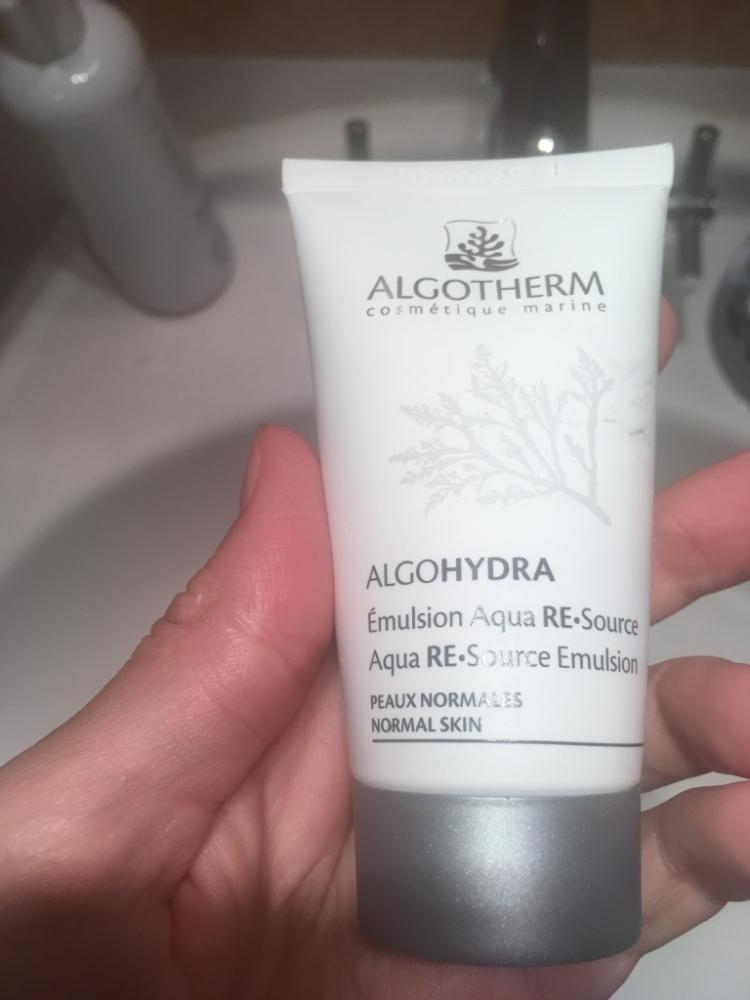 ALGOTHERM
cosmétique marine
ALGOHYDRA
Émulsion Aqua RE•Source
Aqua RE•Source Emulsion
PEAUX NORMALES
NORMAL SKIN